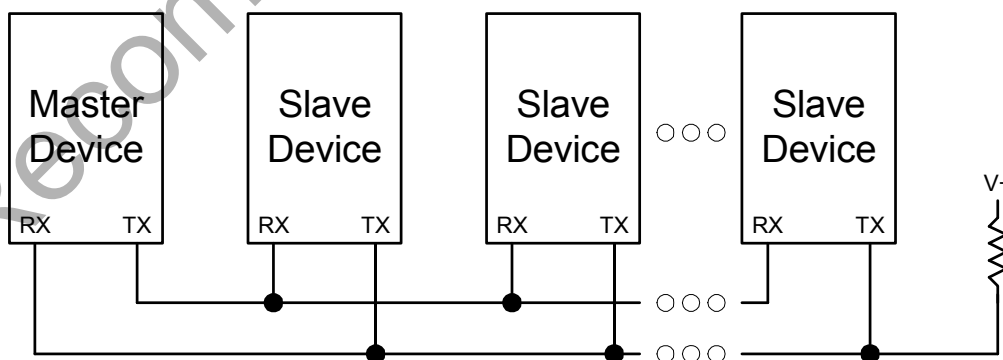 Master
Device
Slave
Device
Slave
Device
Slave
Device
RX TX
RX TX
RX TX
RX TX